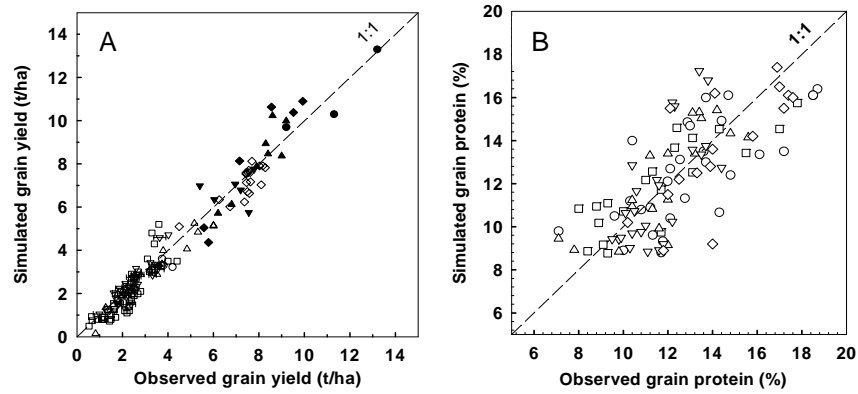 A
1:1
Simulated grain yield (t/ha)
14
12
10
8
6
4
2
0
0 2 4 6 8 10 12 14
Observed grain yield (t/ha)
B
1:1
Simulated grain protein (%)
20
18
16
14
12
10
8
6
6 8 10 12 14 16 18 20
Observed grain protein (%)